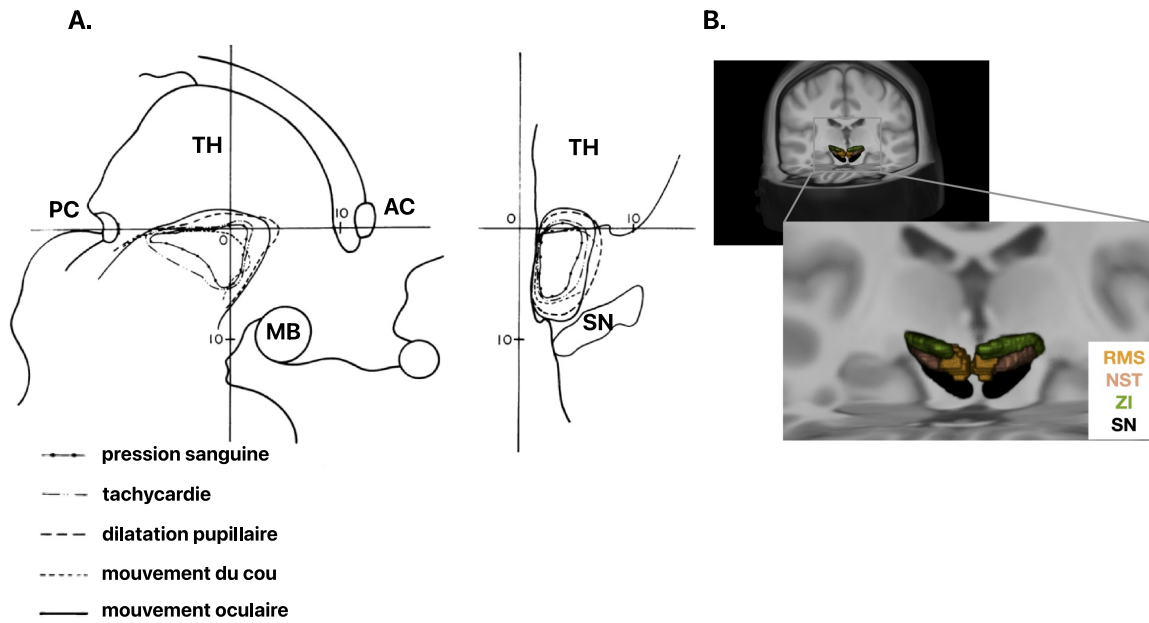 A.
B.
TH
PC
10
AC
0
MB
10
TH
0
10
SN
10
RMS
NST
ZI
SN
pression sanguine
tachycardie
dilatation pupillaire
mouvement du cou
mouvement oculaire